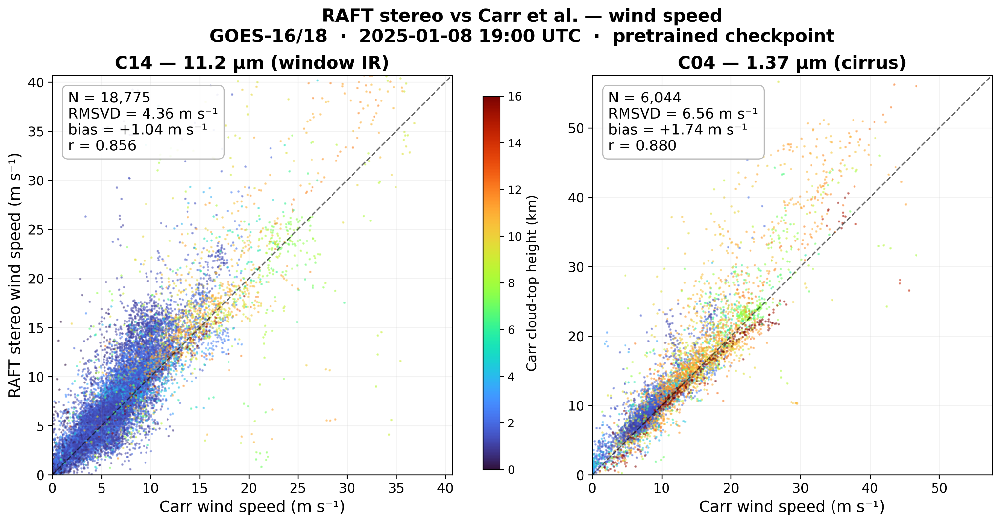 RAFT stereo vs Carr et al. — wind speed
GOES-16/18 · 2025-01-08 19:00 UTC · pretrained checkpoint
C14 — 11.2 µm (window IR)
N = 18,775
RMSVD = 4.36 m s⁻¹
bias = +1.04 m s⁻¹
r = 0.856
RAFT stereo wind speed (m s⁻¹)
40
35
30
25
20
15
10
5
0
0 5 10 15 20 25 30 35 40
Carr wind speed (m s⁻¹)
16
14
12
10
8
6
4
2
0
Carr cloud-top height (km)
C04 — 1.37 µm (cirrus)
N = 6,044
RMSVD = 6.56 m s⁻¹
bias = +1.74 m s⁻¹
r = 0.880
50
40
30
20
10
0
0 10 20 30 40 50
Carr wind speed (m s⁻¹)